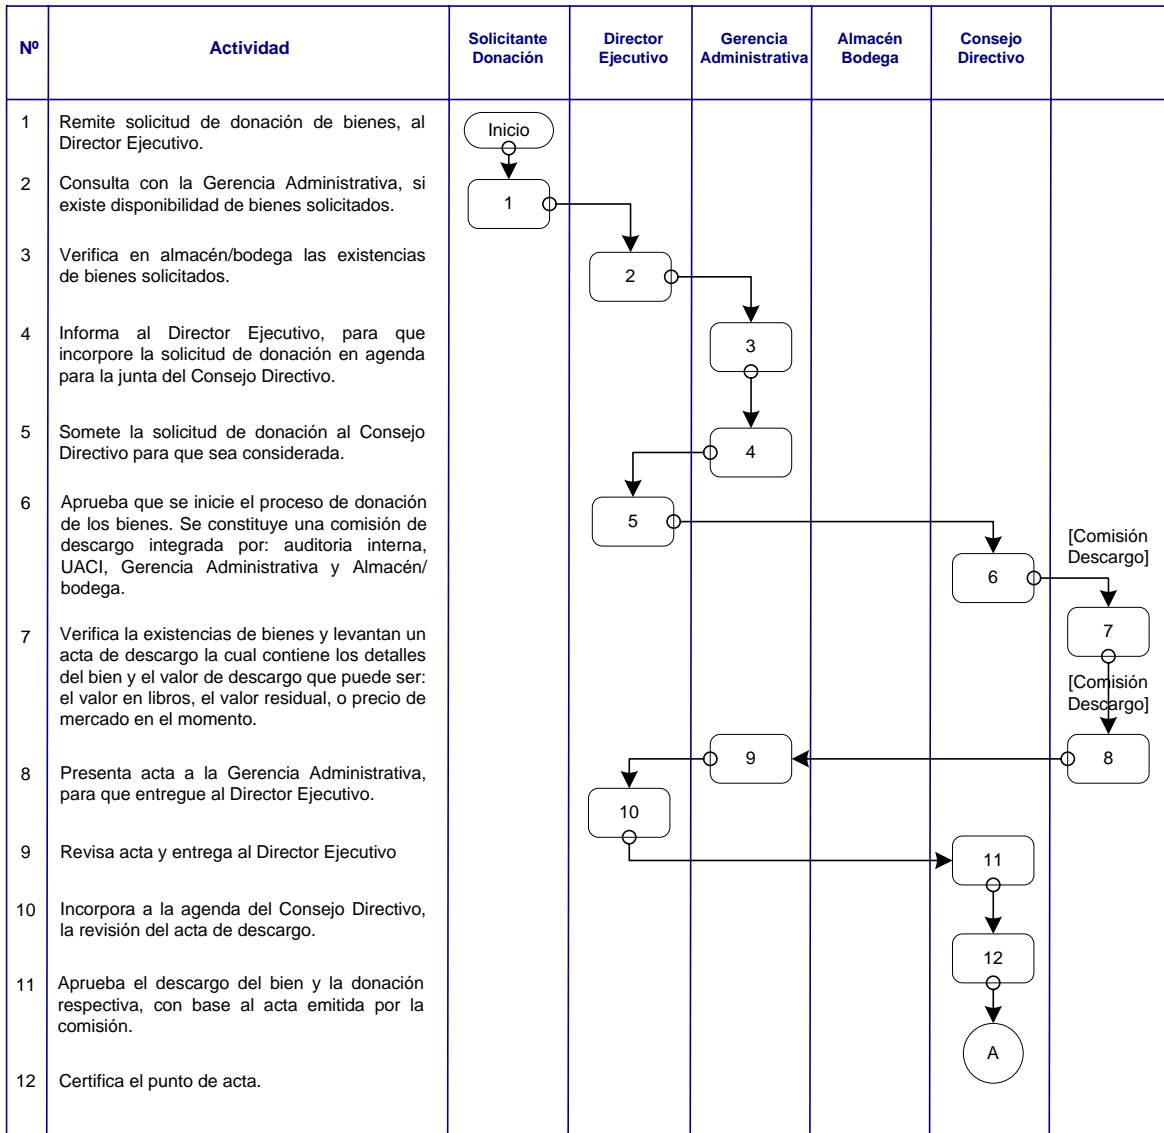 Nº
Actividad
Solicitante
Donación
Director
Ejecutivo
Gerencia
Administrativa
Almacén
Bodega
Consejo
Directivo
1
Remite solicitud de donación de bienes, al
Director Ejecutivo.
2
Consulta con la Gerencia Administrativa, si
existe disponibilidad de bienes solicitados.
3
Verifica en almacén/bodega las existencias
de bienes solicitados.
4
Informa al Director Ejecutivo, para que
incorpore la solicitud de donación en agenda
para la junta del Consejo Directivo.
5
Somete la solicitud de donación al Consejo
Directivo para que sea considerada.
6
Aprueba que se inicie el proceso de donación
de los bienes. Se constituye una comisión de
descargo integrada por: auditoria interna,
UACI, Gerencia Administrativa y Almacén/
bodega.
7
Verifica la existencias de bienes y levantan un
acta de descargo la cual contiene los detalles
del bien y el valor de descargo que puede ser:
el valor en libros, el valor residual, o precio de
mercado en el momento.
8
Presenta acta a la Gerencia Administrativa,
para que entregue al Director Ejecutivo.
9
Revisa acta y entrega al Director Ejecutivo
10
Incorpora a la agenda del Consejo Directivo,
la revisión del acta de descargo.
11
Aprueba el descargo del bien y la donación
respectiva, con base al acta emitida por la
comisión.
12
Certifica el punto de acta.
Inicio
1
2
3
4
5
[Comisión
Descargo]
6
7
[Comisión
Descargo]
8
9
10
11
12
A